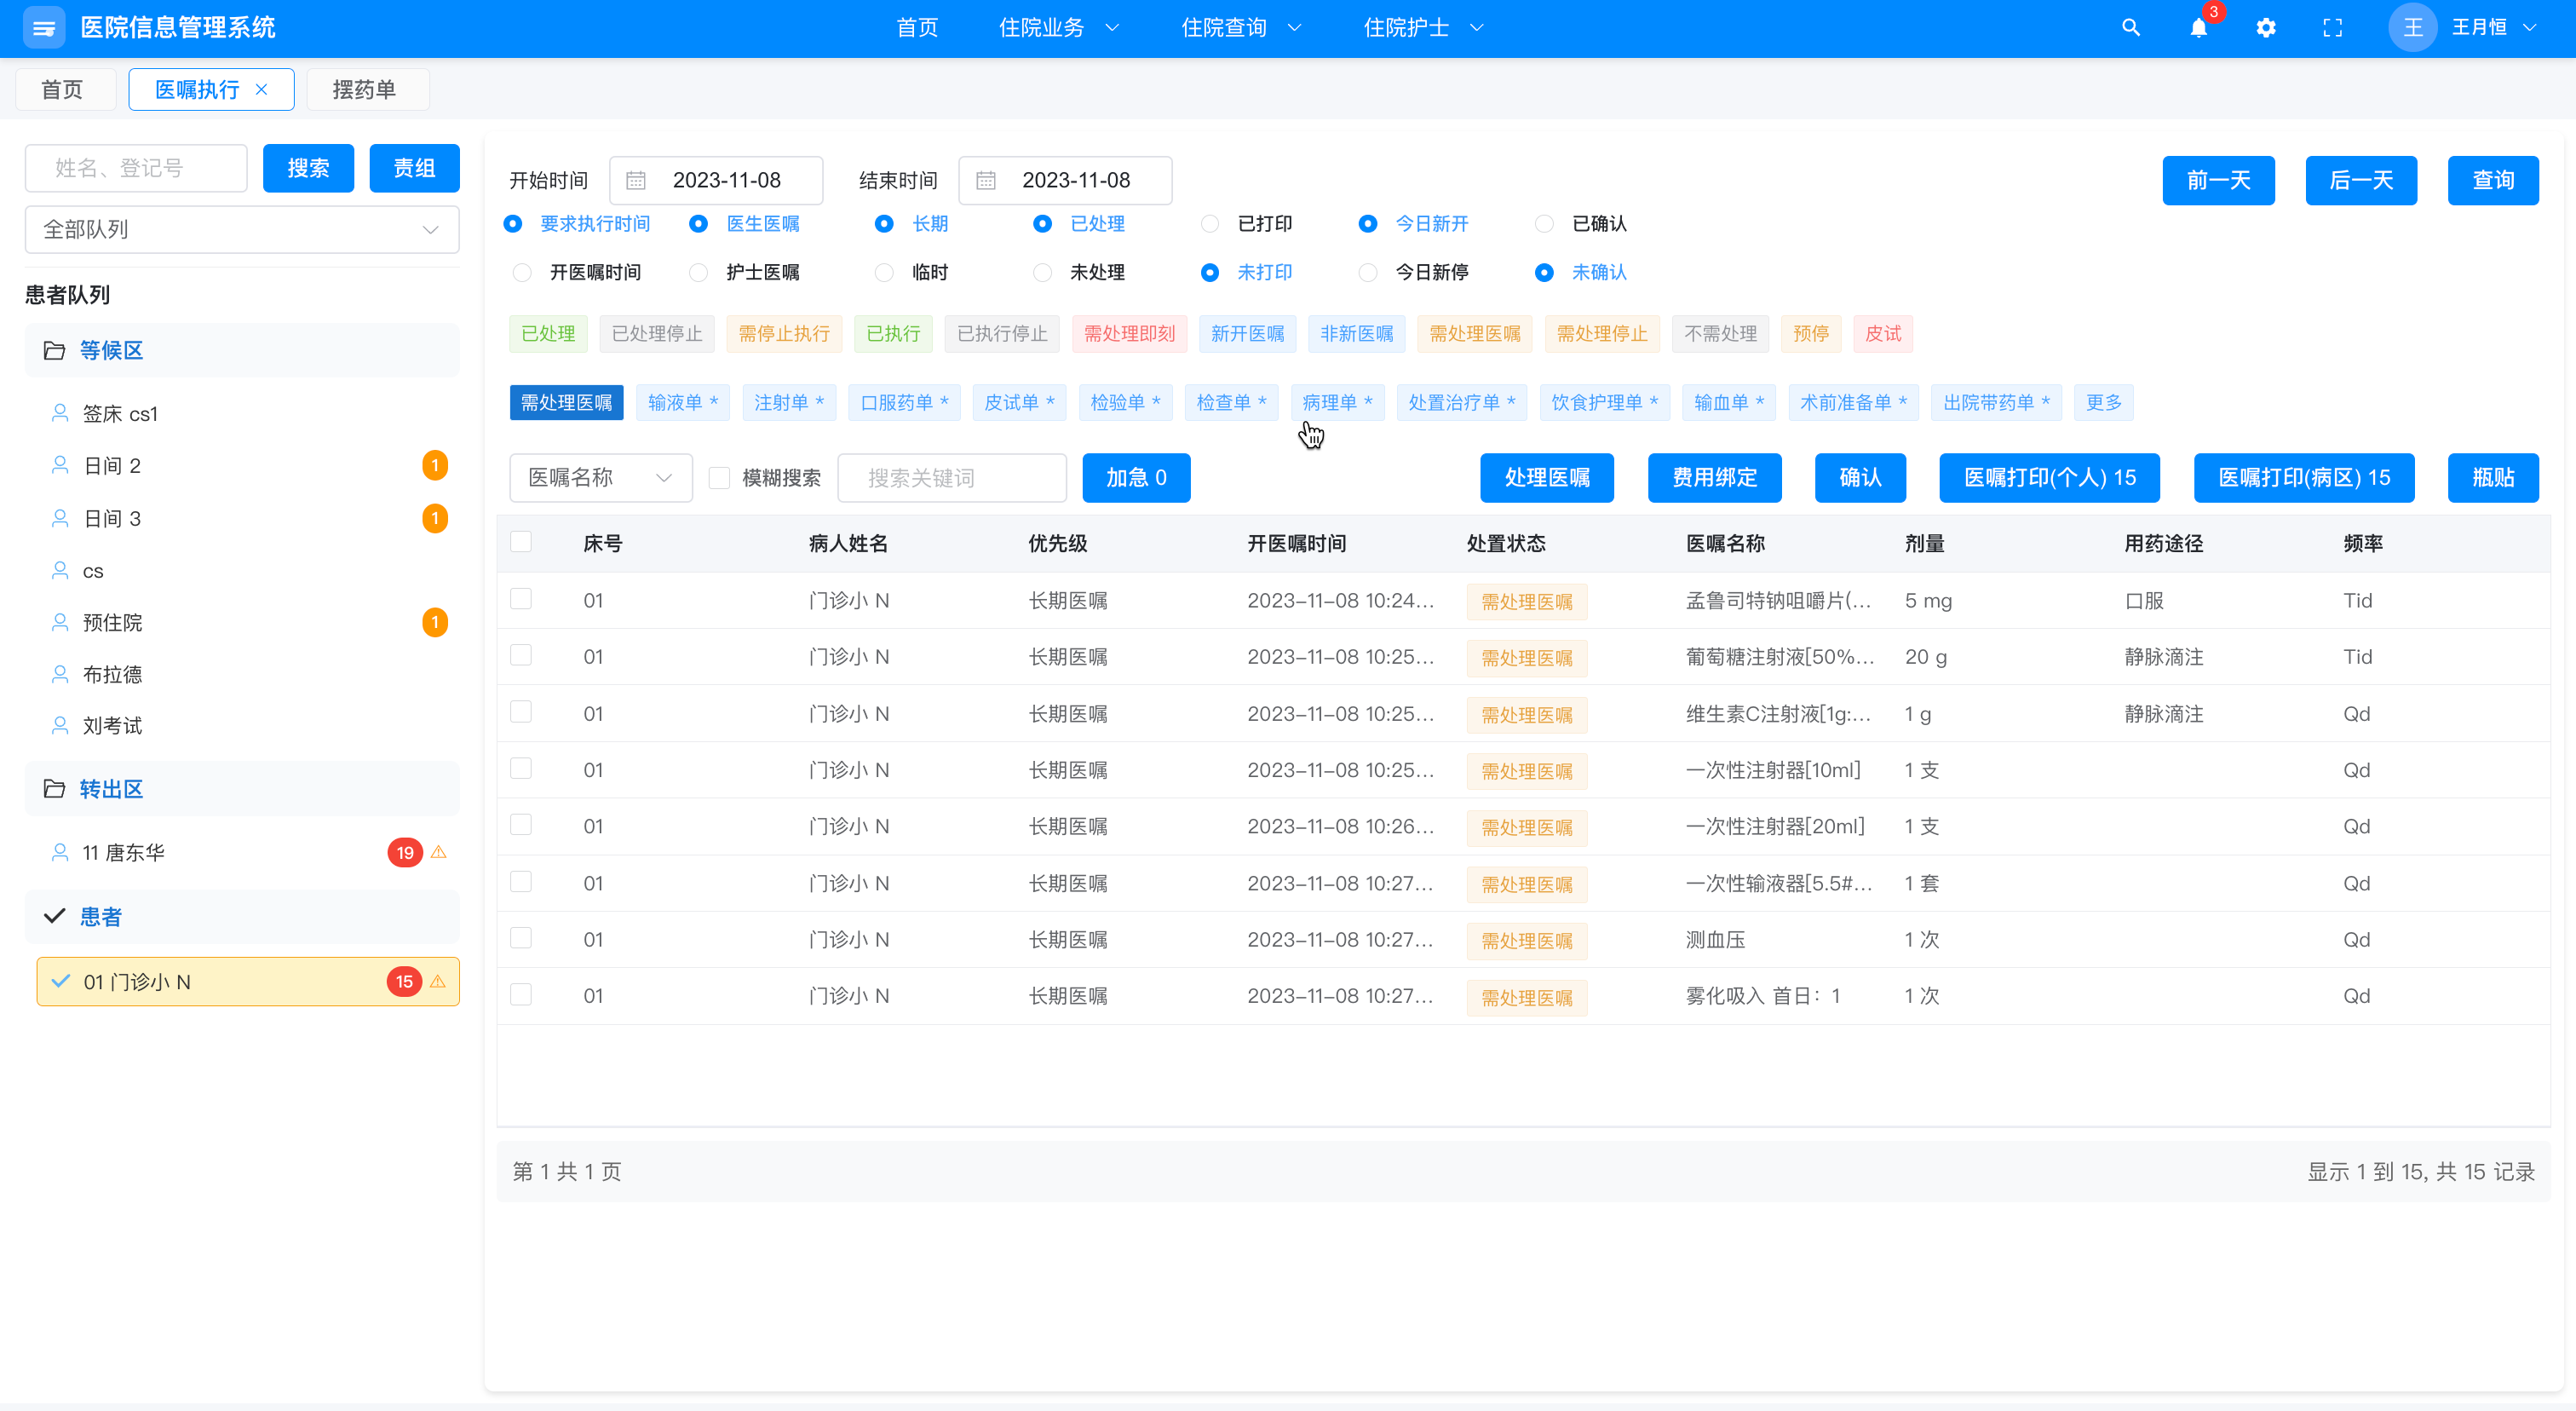 医院信息管理系统 首页 住院业务 住院查询 住院护士 3 王 王月恒
首页 医嘱执行 摆药单
姓名、登记号 搜索 责组
全部队列
患者队列
等候区
签床 cs1
日间 2 1
日间 3 1
cs
预住院 1
布拉德
刘考试
转出区
11 唐东华 19
患者
01 门诊小 N 15
开始时间 2023-11-08 结束时间 2023-11-08 前一天 后一天 查询
要求执行时间 医生医嘱 长期 已处理 已打印 今日新开 已确认
开医嘱时间 护士医嘱 临时 未处理 未打印 今日新停 未确认
已处理 已处理停止 需停止执行 已执行 已执行停止 需处理即刻 新开医嘱 非新医嘱 需处理医嘱 需处理停止 不需处理 预停 皮试
需处理医嘱 输液单 * 注射单 * 口服药单 * 皮试单 * 检验单 * 检查单 * 病理单 * 处置治疗单 * 饮食护理单 * 输血单 * 术前准备单 * 出院带药单 * 更多
医嘱名称 模糊搜索 搜索关键词 加急 0 处理医嘱 费用绑定 确认 医嘱打印(个人) 15 医嘱打印(病区) 15 瓶贴
床号 病人姓名 优先级 开医嘱时间 处置状态 医嘱名称 剂量 用药途径 频率
01 门诊小 N 长期医嘱 2023-11-08 10:24... 需处理医嘱 孟鲁司特钠咀嚼片(... 5 mg 口服 Tid
01 门诊小 N 长期医嘱 2023-11-08 10:25... 需处理医嘱 葡萄糖注射液[50%... 20 g 静脉滴注 Tid
01 门诊小 N 长期医嘱 2023-11-08 10:25... 需处理医嘱 维生素C注射液[1g:... 1 g 静脉滴注 Qd
01 门诊小 N 长期医嘱 2023-11-08 10:25... 需处理医嘱 一次性注射器[10ml] 1 支 Qd
01 门诊小 N 长期医嘱 2023-11-08 10:26... 需处理医嘱 一次性注射器[20ml] 1 支 Qd
01 门诊小 N 长期医嘱 2023-11-08 10:27... 需处理医嘱 一次性输液器[5.5#... 1 套 Qd
01 门诊小 N 长期医嘱 2023-11-08 10:27... 需处理医嘱 测血压 1 次 Qd
01 门诊小 N 长期医嘱 2023-11-08 10:27... 需处理医嘱 雾化吸入 首日：1 1 次 Qd
第 1 共 1 页 显示 1 到 15, 共 15 记录